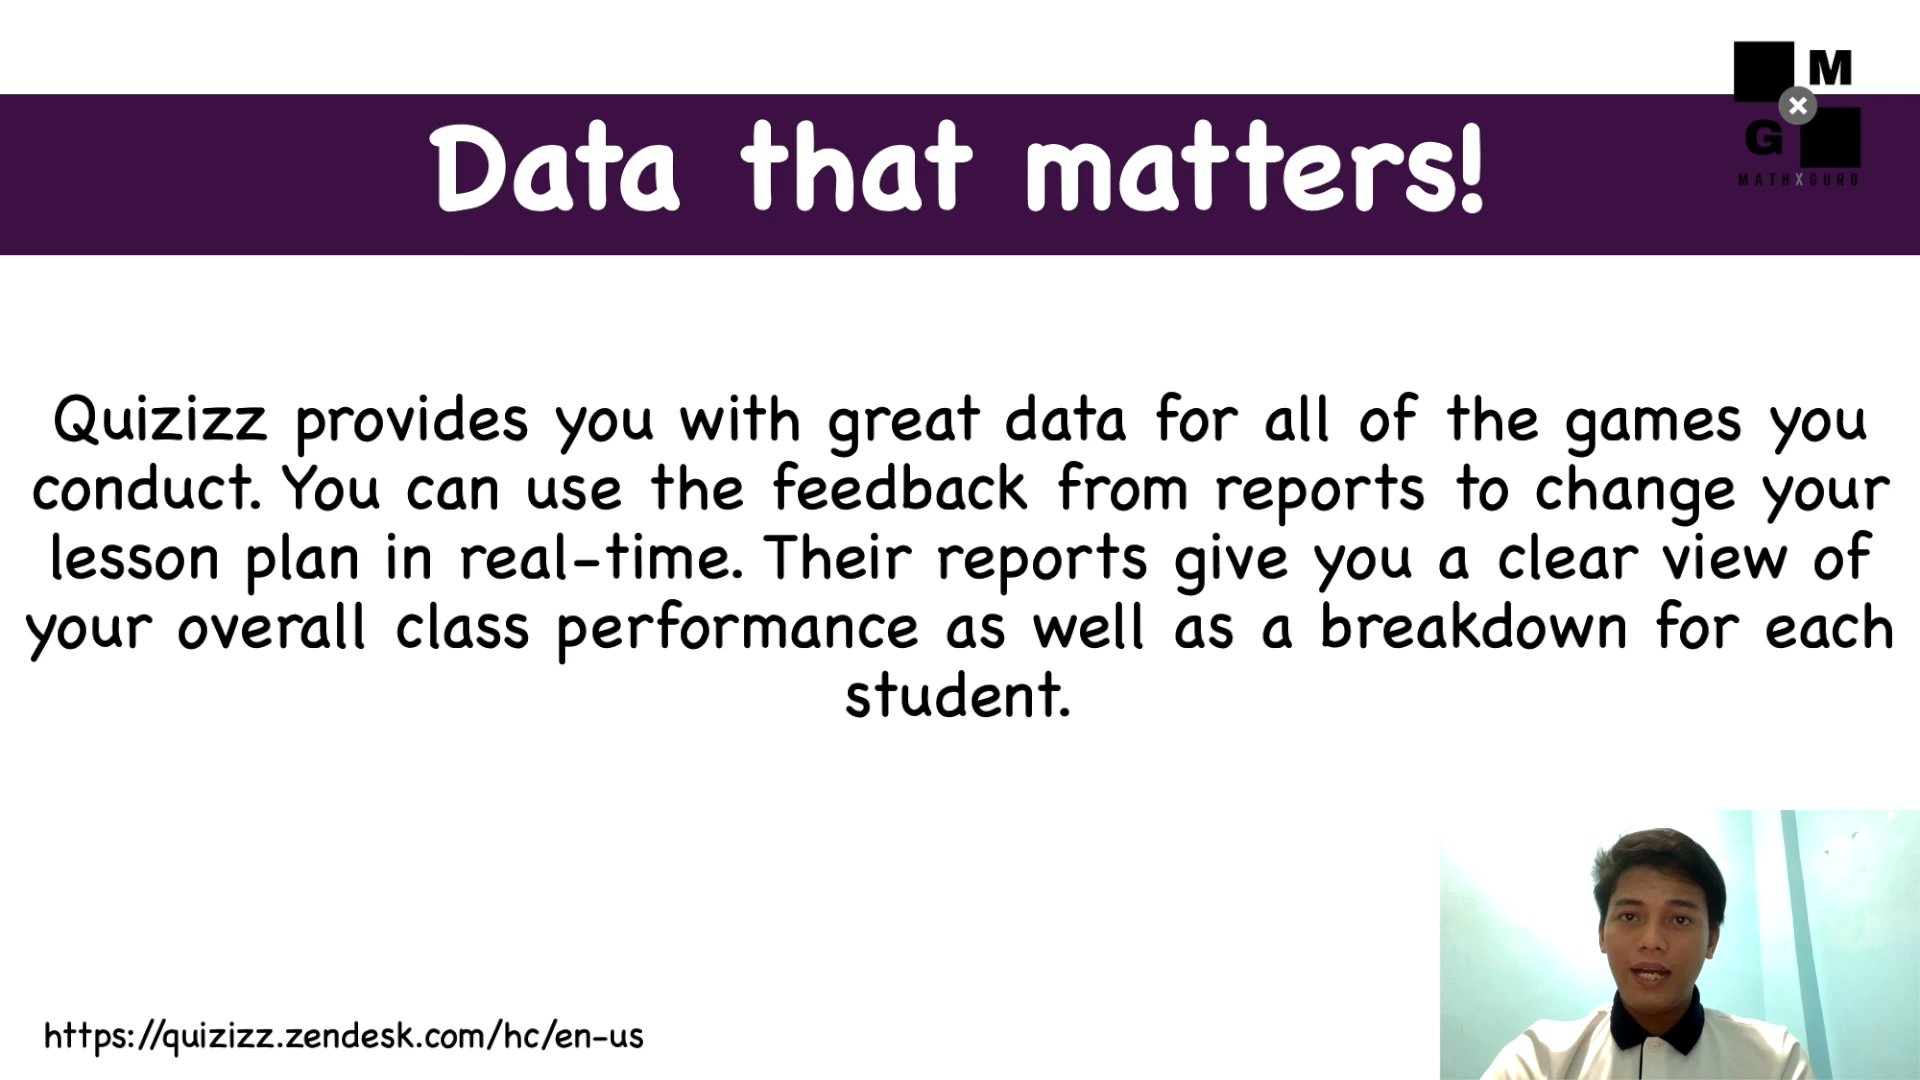 M
G
MATHXGURO
Data that matters!
Quizizz provides you with great data for all of the games you
conduct. You can use the feedback from reports to change your
lesson plan in real-time. Their reports give you a clear view of
your overall class performance as well as a breakdown for each
student.
https://quizizz.zendesk.com/hc/en-us